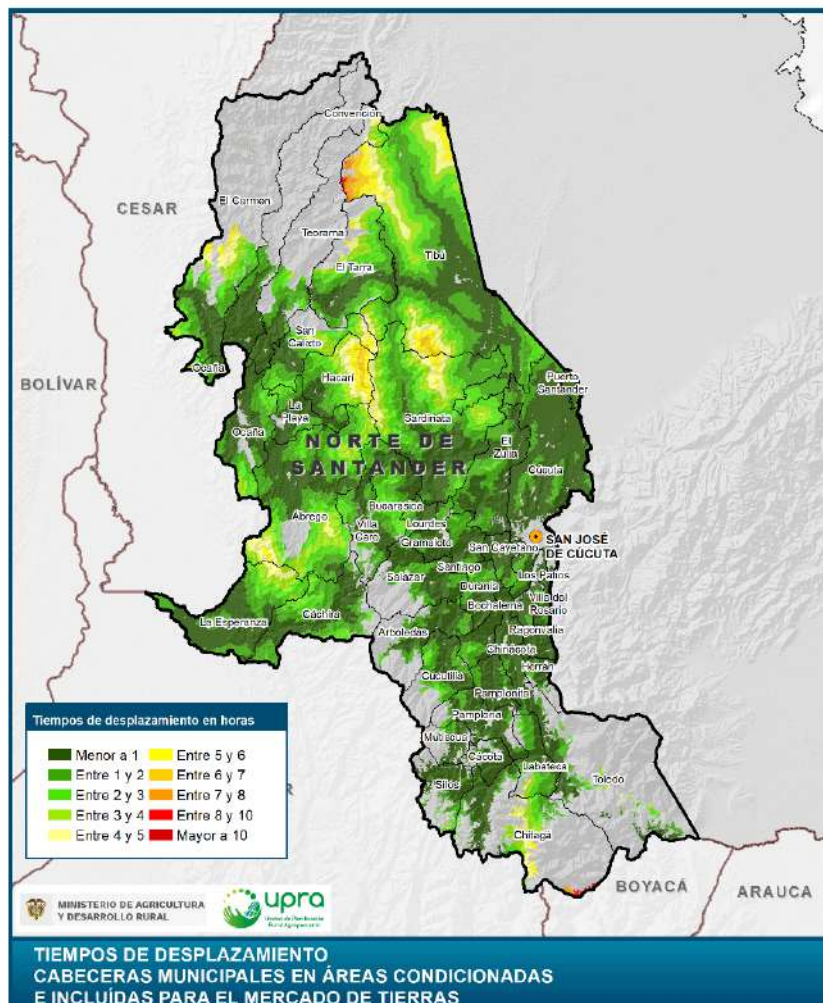 Convención
CESAR
El Carmen
Teorama
Tibú
El Tarra
San
Calixto
BOLÍVAR
Ocaña
Hacarí
Puerto
Santander
La
Playa
Ocaña
Sardinata
NORTE DE
SANTANDER
El
Zulia
Cúcuta
Bucarasica
Abrego
Villa
Caro
Lourdes
Gramalote
SAN JOSÉ
DE CÚCUTA
San Cayetano
Santiago
Salazar
Los Patios
Durania
Villa del
Rosario
Bochalema
La Esperanza
Cáchira
Arboledas
Ragonvalia
Chinácota
Herrán
Cucutilla
Pamplonita
Pamplona
Mutiscua
Cácota
Labateca
Toledo
Silos
Chitagá
BOYACÁ
ARAUCA
Tiempos de desplazamiento en horas
Menor a 1
Entre 1 y 2
Entre 2 y 3
Entre 3 y 4
Entre 4 y 5
Entre 5 y 6
Entre 6 y 7
Entre 7 y 8
Entre 8 y 10
Mayor a 10
MINISTERIO DE AGRICULTURA
Y DESARROLLO RURAL
upra
Unidad de Planificación
Rural Agropecuaria
TIEMPOS DE DESPLAZAMIENTO
CABECERAS MUNICIPALES EN ÁREAS CONDICIONADAS
E INCLUÍDAS PARA EL MERCADO DE TIERRAS